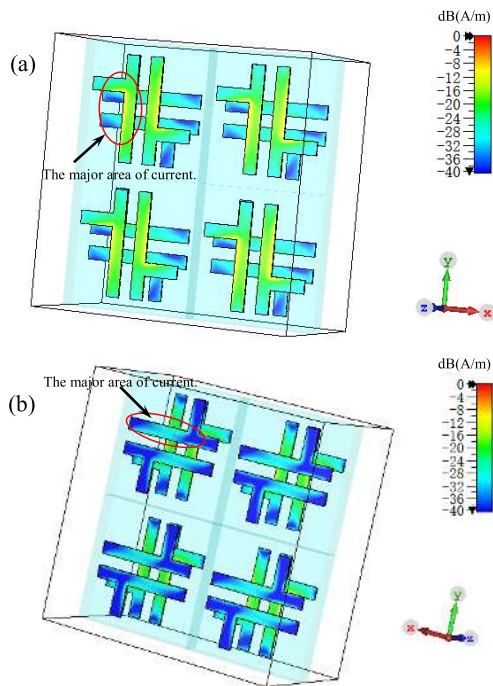 dB(A/m)
(a)
0
-4
-8
-12
-16
-20
-24
-28
-32
-36
-40
The major area of current.
y
z
x
dB(A/m)
The major area of current.
(b)
0
-4
-8
-12
-16
-20
-24
-28
-32
-36
-40
y
x
z